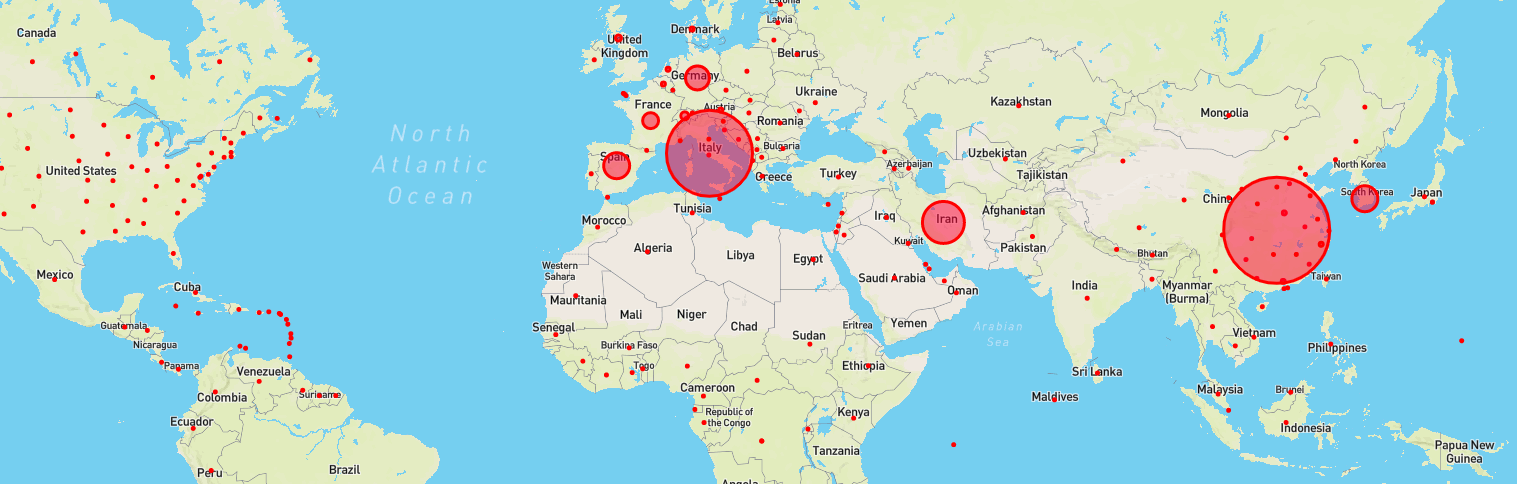 Estonia
Latvia
Canada
Denmark
United
Kingdom
Belarus
Germany
Ukraine
Kazakhstan
France
Austria
Mongolia
North
Atlantic
Ocean
Romania
Italy
Bulgaria
Uzbekistan
Spain
Azerbaijan
North Korea
United States
Greece
Turkey
Tajikistan
South Korea
Japan
China
Tunisia
Morocco
Iraq
Iran
Afghanistan
Algeria
Libya
Kuwait
Pakistan
Egypt
Bhutan
Western
Sahara
Mexico
Saudi Arabia
Taiwan
Cuba
Oman
India
Myanmar
(Burma)
Mauritania
Mali
Niger
Guatemala
Senegal
Chad
Eritrea
Yemen
Arabian
Sea
Nicaragua
Burkina Faso
Sudan
Vietnam
Philippines
Panama
Togo
Ethiopia
Venezuela
Sri Lanka
Cameroon
Malaysia
Brunei
Colombia
Suriname
Maldives
Republic of
the Congo
Kenya
Ecuador
Indonesia
Tanzania
Papua New
Guinea
Peru
Brazil
Angola